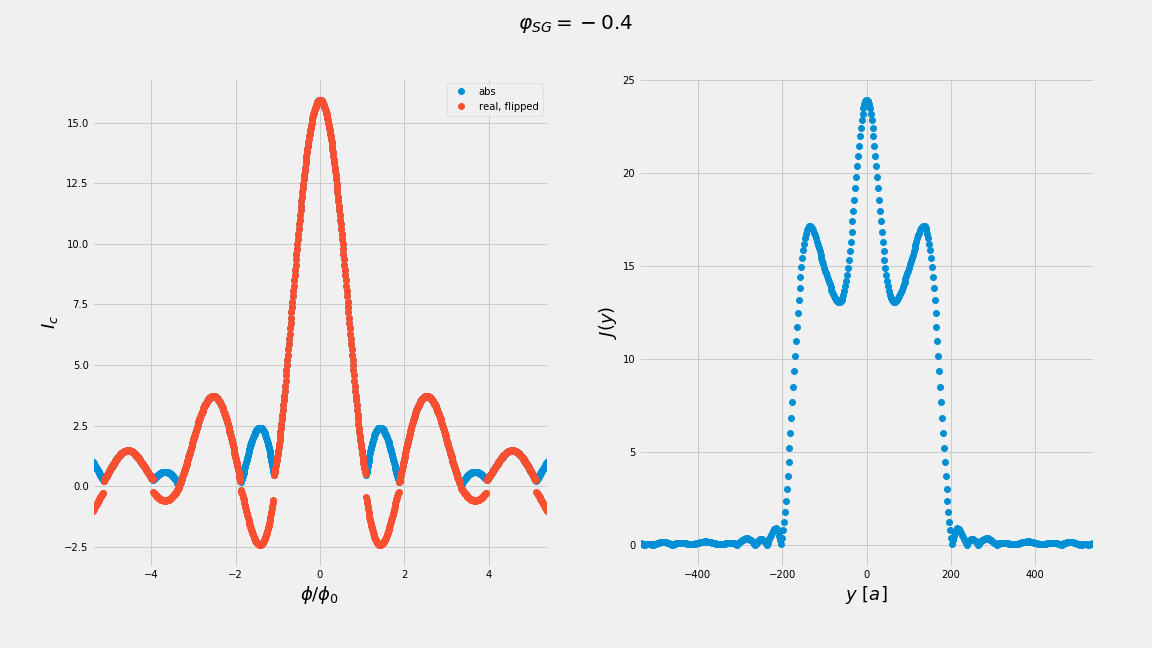 φ_SG = −0.4
abs
real, flipped
15.0
12.5
10.0
7.5
5.0
2.5
0.0
−2.5
I_c
−4 −2 0 2 4
ϕ/ϕ_0
25
20
15
10
5
0
J(y)
−400 −200 0 200 400
y [a]